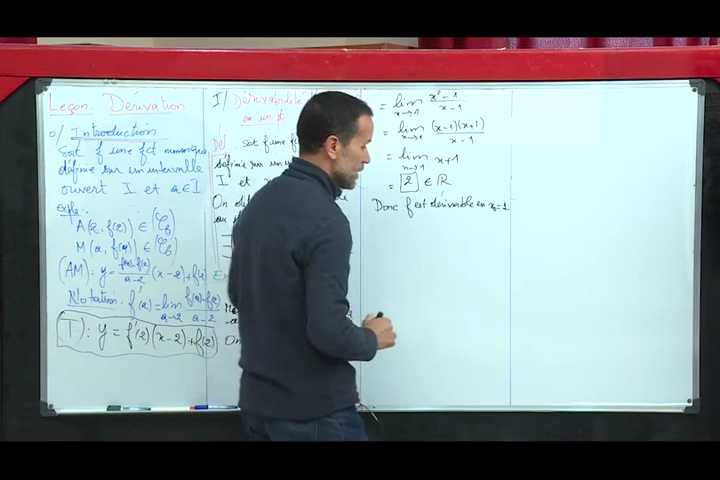 Leçon. Dérivation
o/ Introduction
Soit f une fct numérique
définie sur un intervalle
ouvert I et a∈I
Exple:
A(2, f(2)) ∈ (Cf)
M(a, f(a)) ∈ (Cf)
(AM): y = f(a)-f(2)/a-2 (x-2)+f(2)
Notation: f'(2) = lim a→2 f(a)-f(2)/a-2
(T): y = f'(2)(x-2)+f(2)
I/ Dérivabilité
en un pt
Déf. Soit f une f
définie sur un
I et
On dit
= lim x→1 x²-1/x-1
= lim x→1 (x-1)(x+1)/x-1
= lim x→1 x+1
= 2 ∈ ℝ
Donc f est dérivable en x₀=1